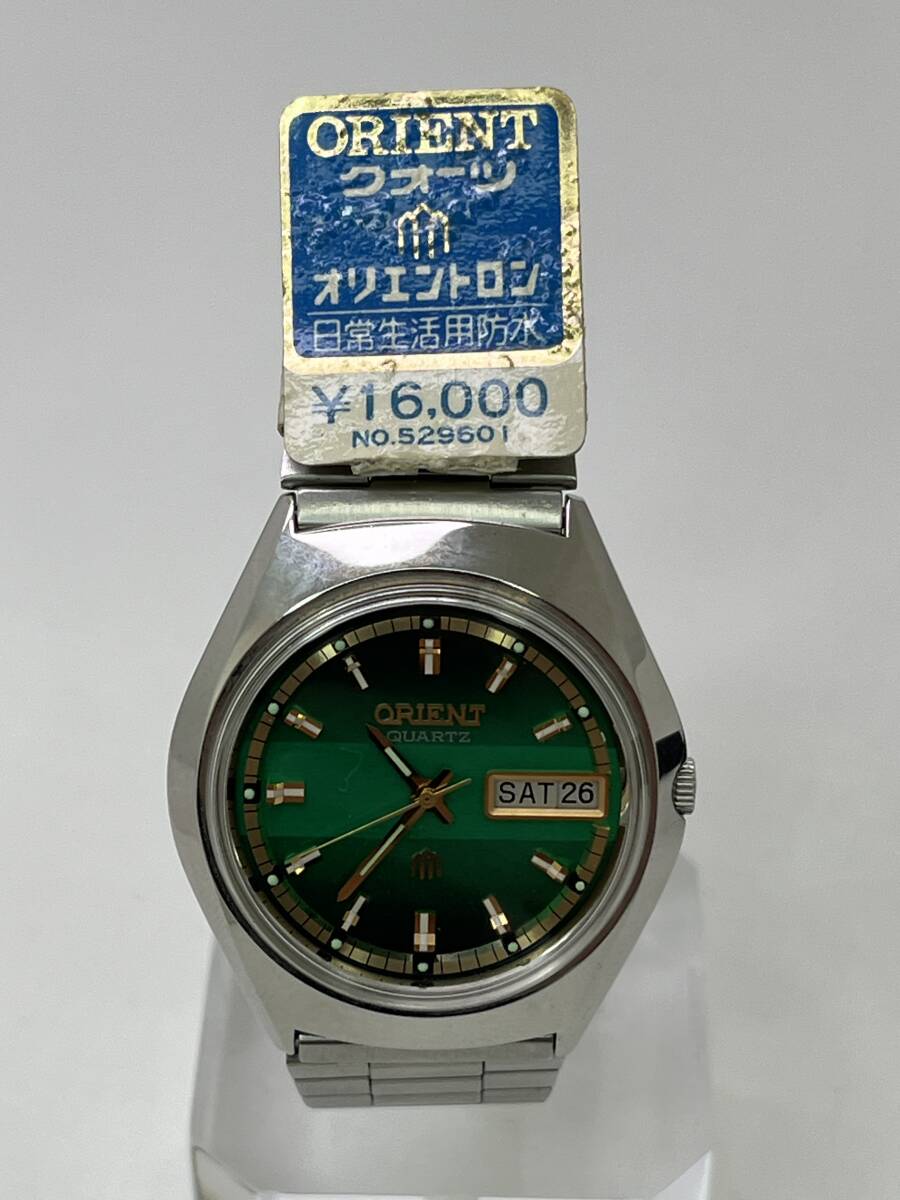 ORIENT
クオーツ
オリエントロン
日常生活用防水
¥16,000
NO.529601
ORIENT
QUARTZ
SAT 26